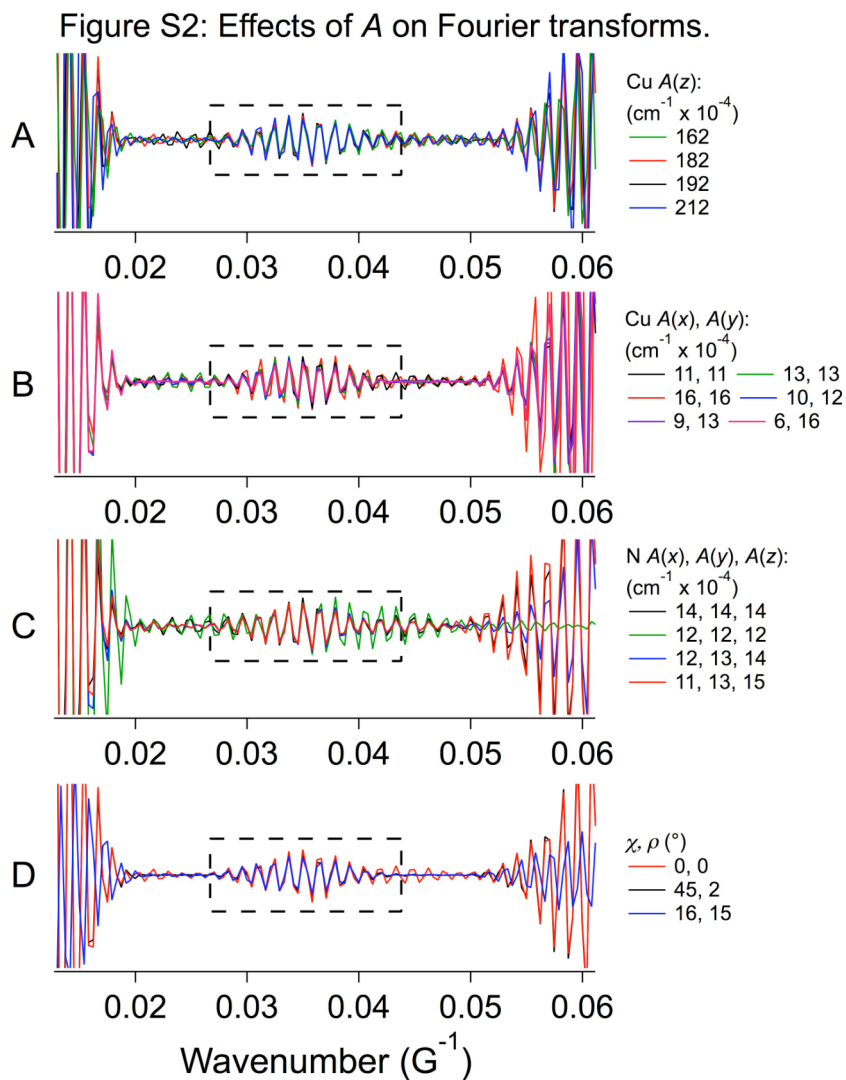 Figure S2: Effects of A on Fourier transforms.
A
Cu A(z):
(cm⁻¹ x 10⁻⁴)
162
182
192
212
0.02 0.03 0.04 0.05 0.06
B
Cu A(x), A(y):
(cm⁻¹ x 10⁻⁴)
11, 11 13, 13
16, 16 10, 12
9, 13 6, 16
0.02 0.03 0.04 0.05 0.06
C
N A(x), A(y), A(z):
(cm⁻¹ x 10⁻⁴)
14, 14, 14
12, 12, 12
12, 13, 14
11, 13, 15
0.02 0.03 0.04 0.05 0.06
D
χ, ρ (°)
0, 0
45, 2
16, 15
0.02 0.03 0.04 0.05 0.06
Wavenumber (G⁻¹)